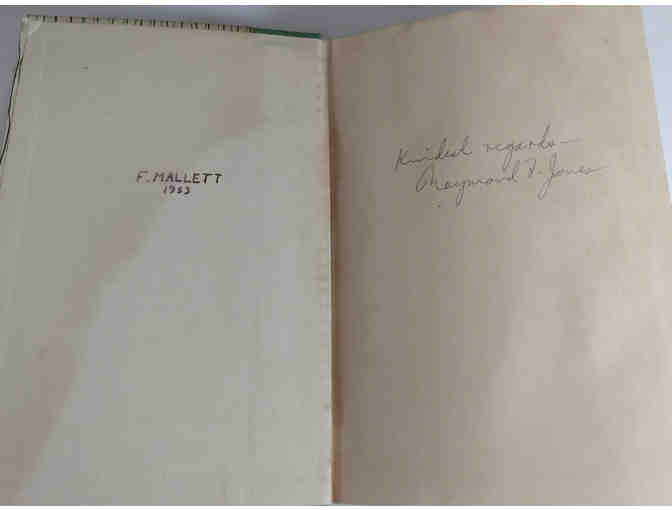 F. MALLETT
1953
Kindest regards—
Raymond F. Jones